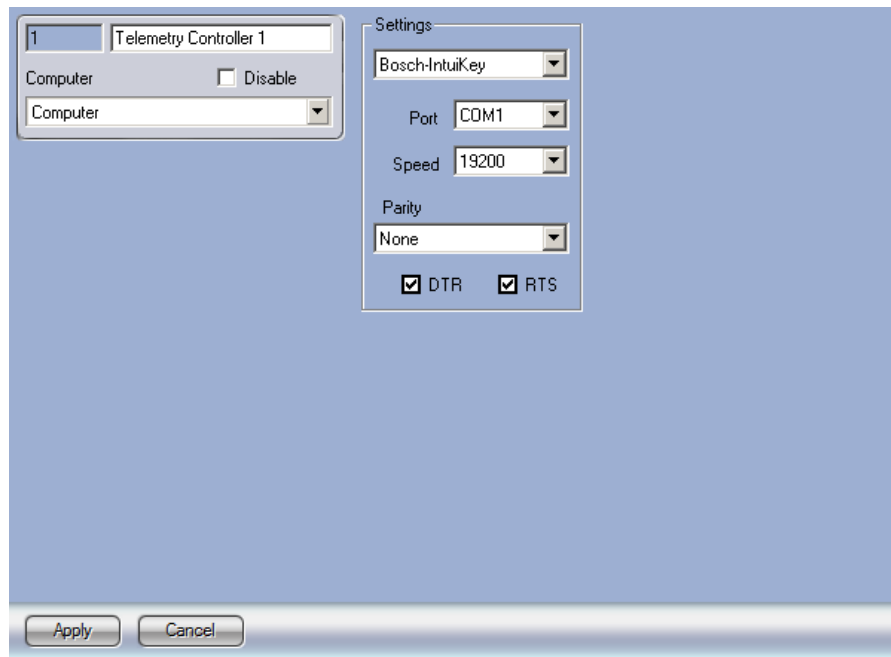 1
Telemetry Controller 1
Computer
Disable
Computer
Settings
Bosch-IntuiKey
Port
COM1
Speed
19200
Parity
None
DTR
RTS
Apply
Cancel